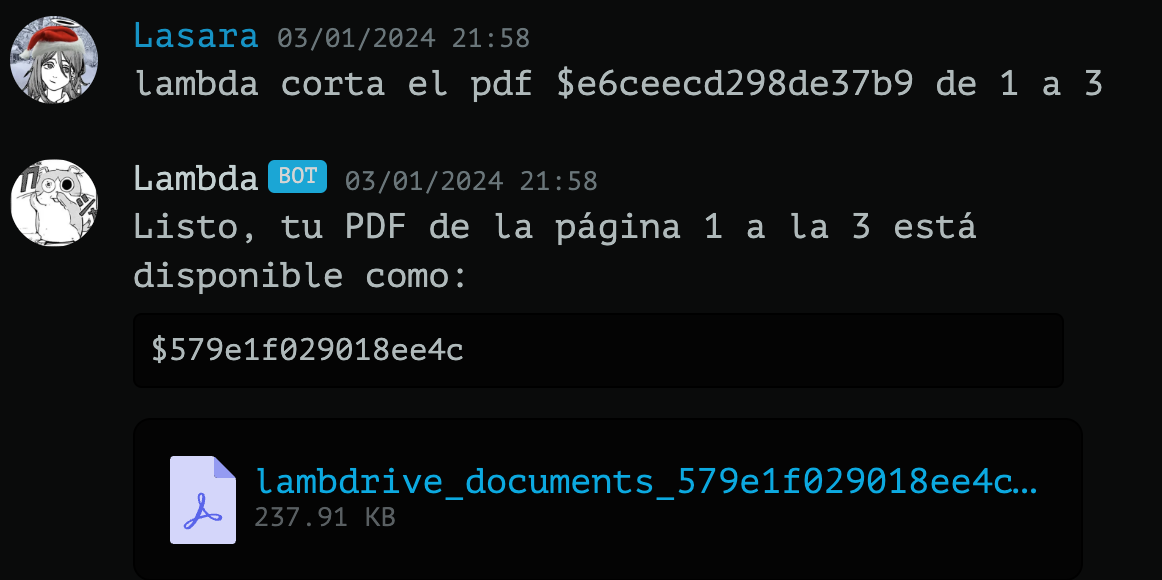 Lasara 03/01/2024 21:58
lambda corta el pdf $e6ceecd298de37b9 de 1 a 3
Lambda BOT 03/01/2024 21:58
Listo, tu PDF de la página 1 a la 3 está
disponible como:
$579e1f029018ee4c
lambdrive_documents_579e1f029018ee4c…
237.91 KB